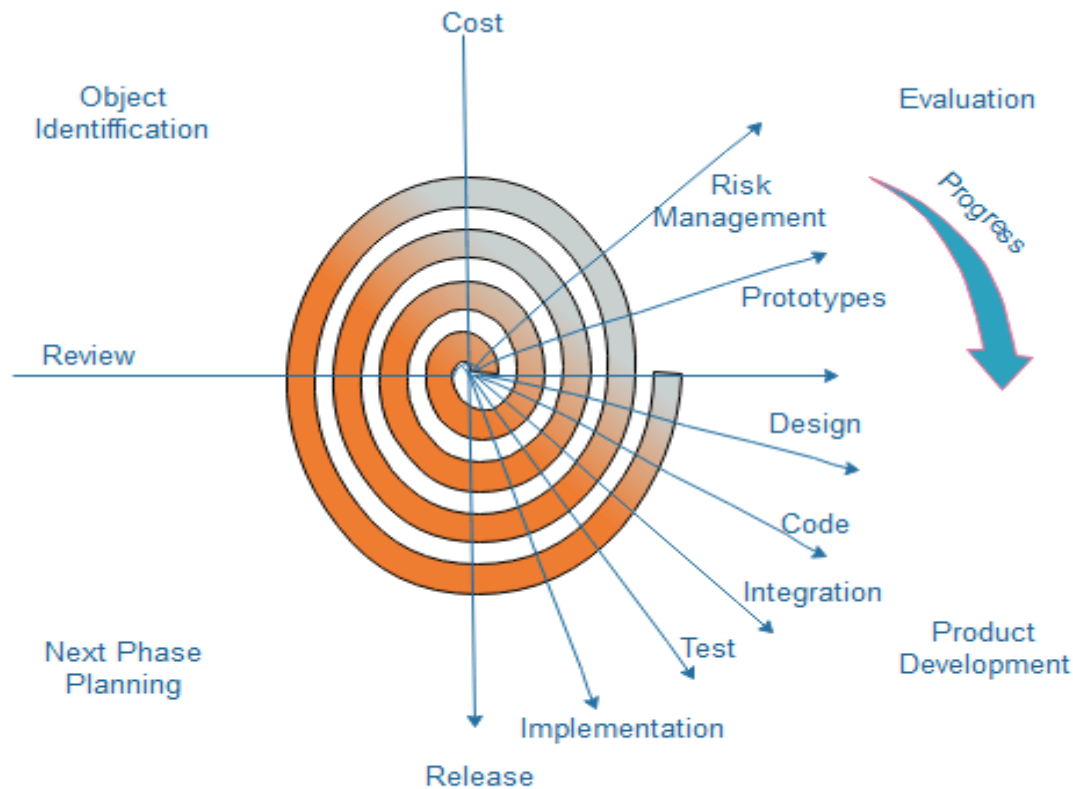 Cost
Object
Identiffication
Evaluation
Progress
Risk
Management
Prototypes
Review
Design
Code
Integration
Product
Development
Test
Next Phase
Planning
Implementation
Release